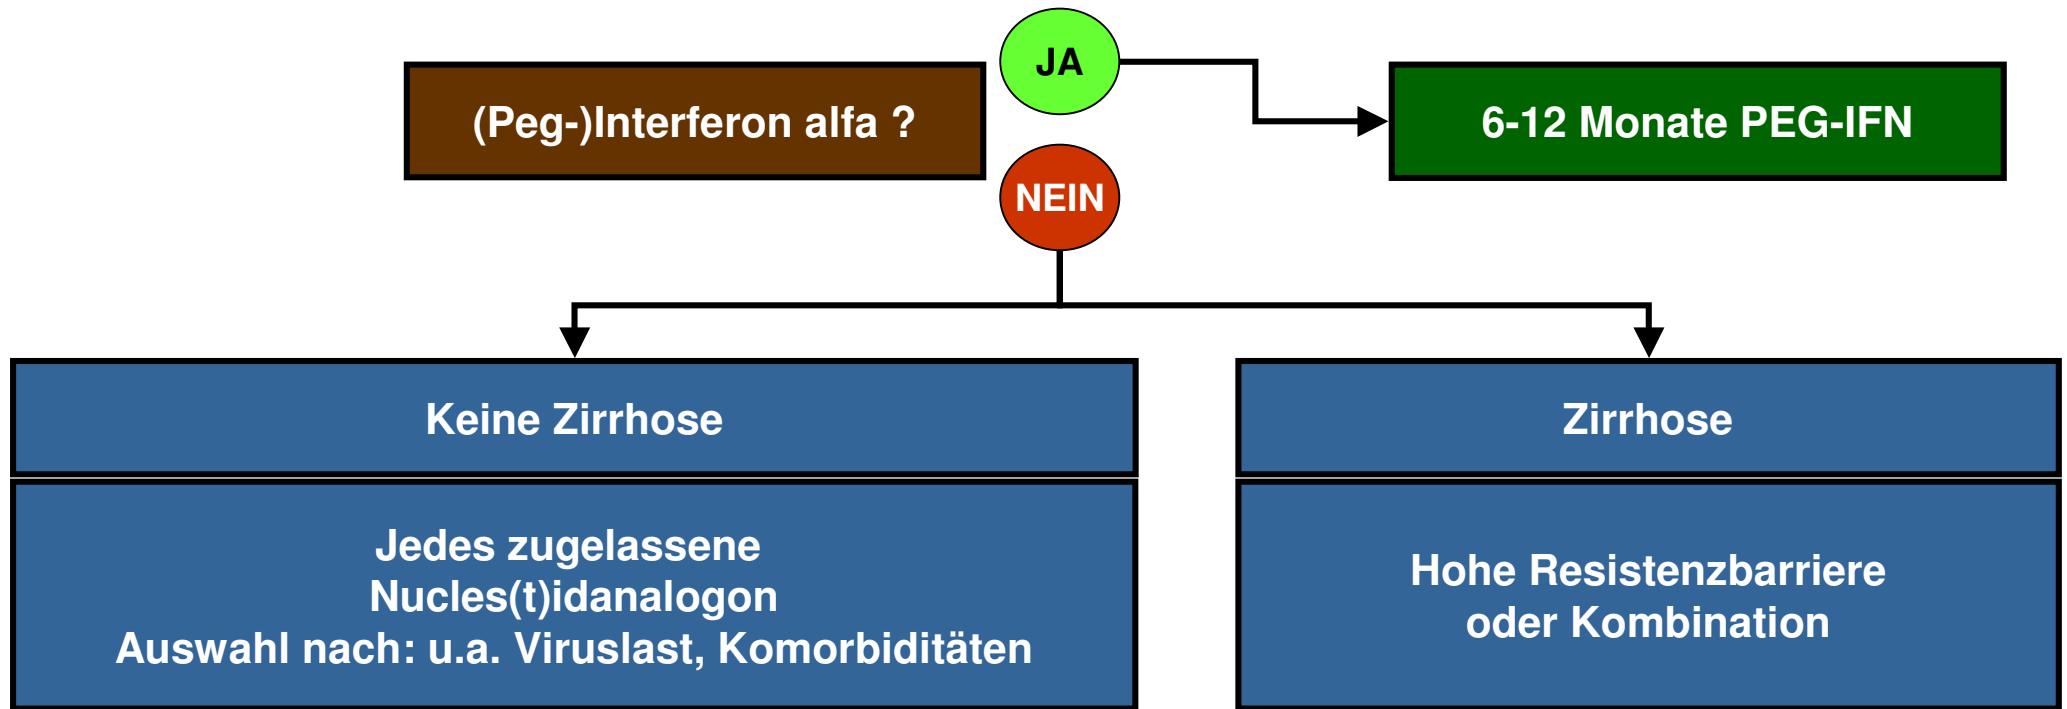 JA
(Peg-)Interferon alfa ?
6-12 Monate PEG-IFN
NEIN
Keine Zirrhose
Zirrhose
Jedes zugelassene
Nucles(t)idanalogon
Auswahl nach: u.a. Viruslast, Komorbiditäten
Hohe Resistenzbarriere
oder Kombination